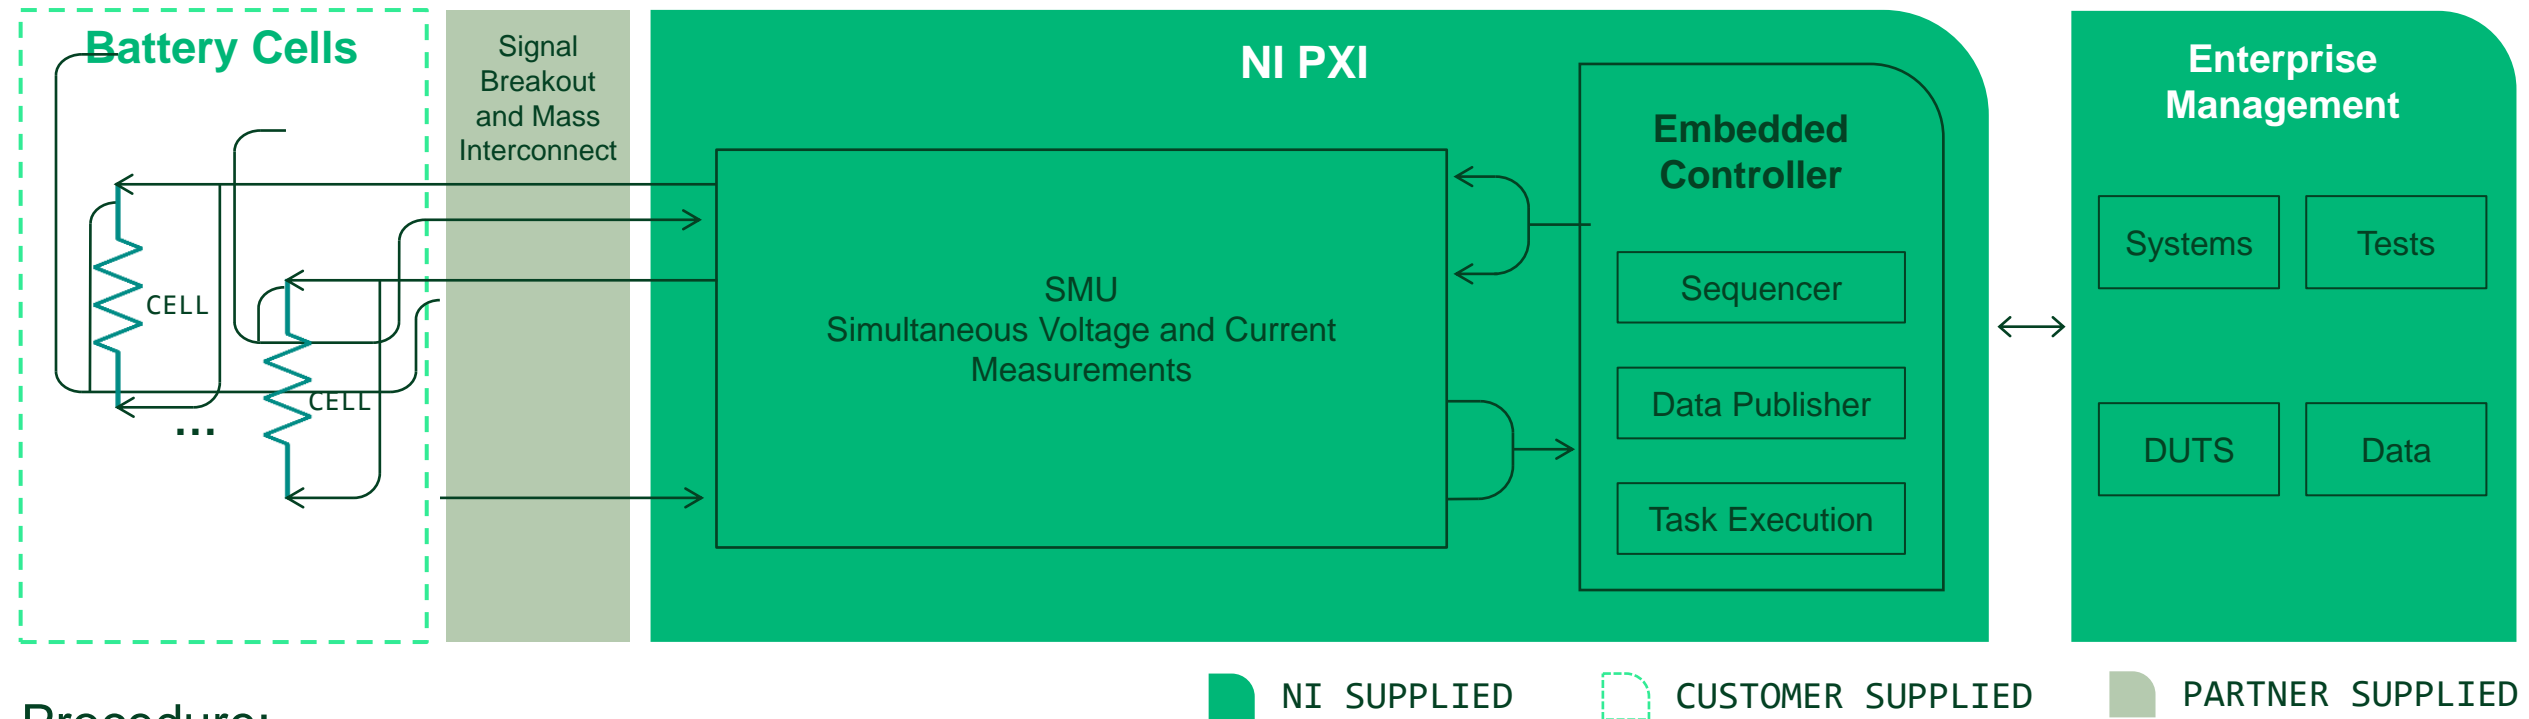 Battery Cells
Signal
Breakout
and Mass
Interconnect
NI PXI
Enterprise
Management
Embedded
Controller
Systems
Tests
Sequencer
SMU
Simultaneous Voltage and Current
Measurements
CELL
CELL
...
Data Publisher
DUTS
Data
Task Execution
NI SUPPLIED
CUSTOMER SUPPLIED
PARTNER SUPPLIED
Procedure: